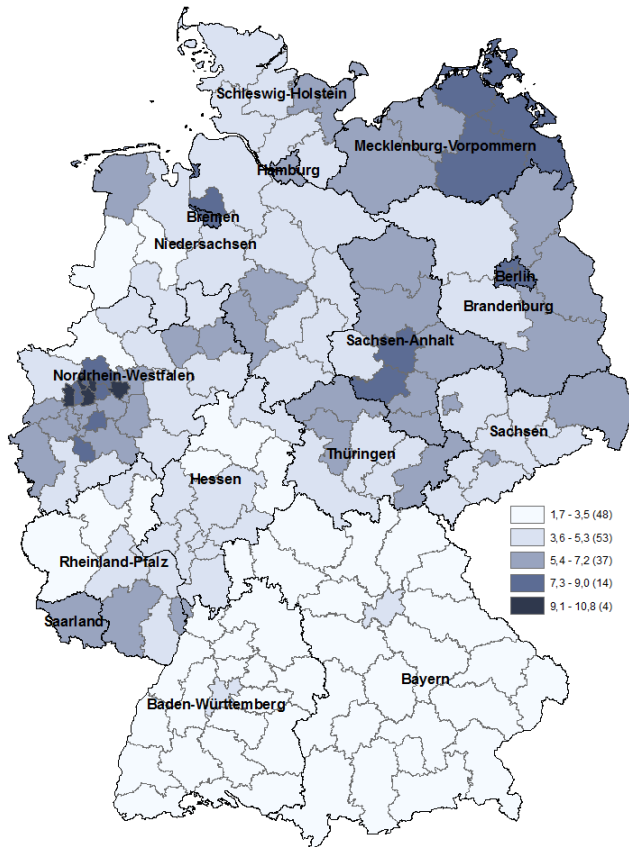 Schleswig-Holstein
Mecklenburg-Vorpommern
Hamburg
Bremen
Niedersachsen
Berlin
Brandenburg
Sachsen-Anhalt
Nordrhein-Westfalen
Sachsen
Thüringen
Hessen
1,7 - 3,5 (48)
3,6 - 5,3 (53)
5,4 - 7,2 (37)
7,3 - 9,0 (14)
9,1 - 10,8 (4)
Rheinland-Pfalz
Saarland
Bayern
Baden-Württemberg